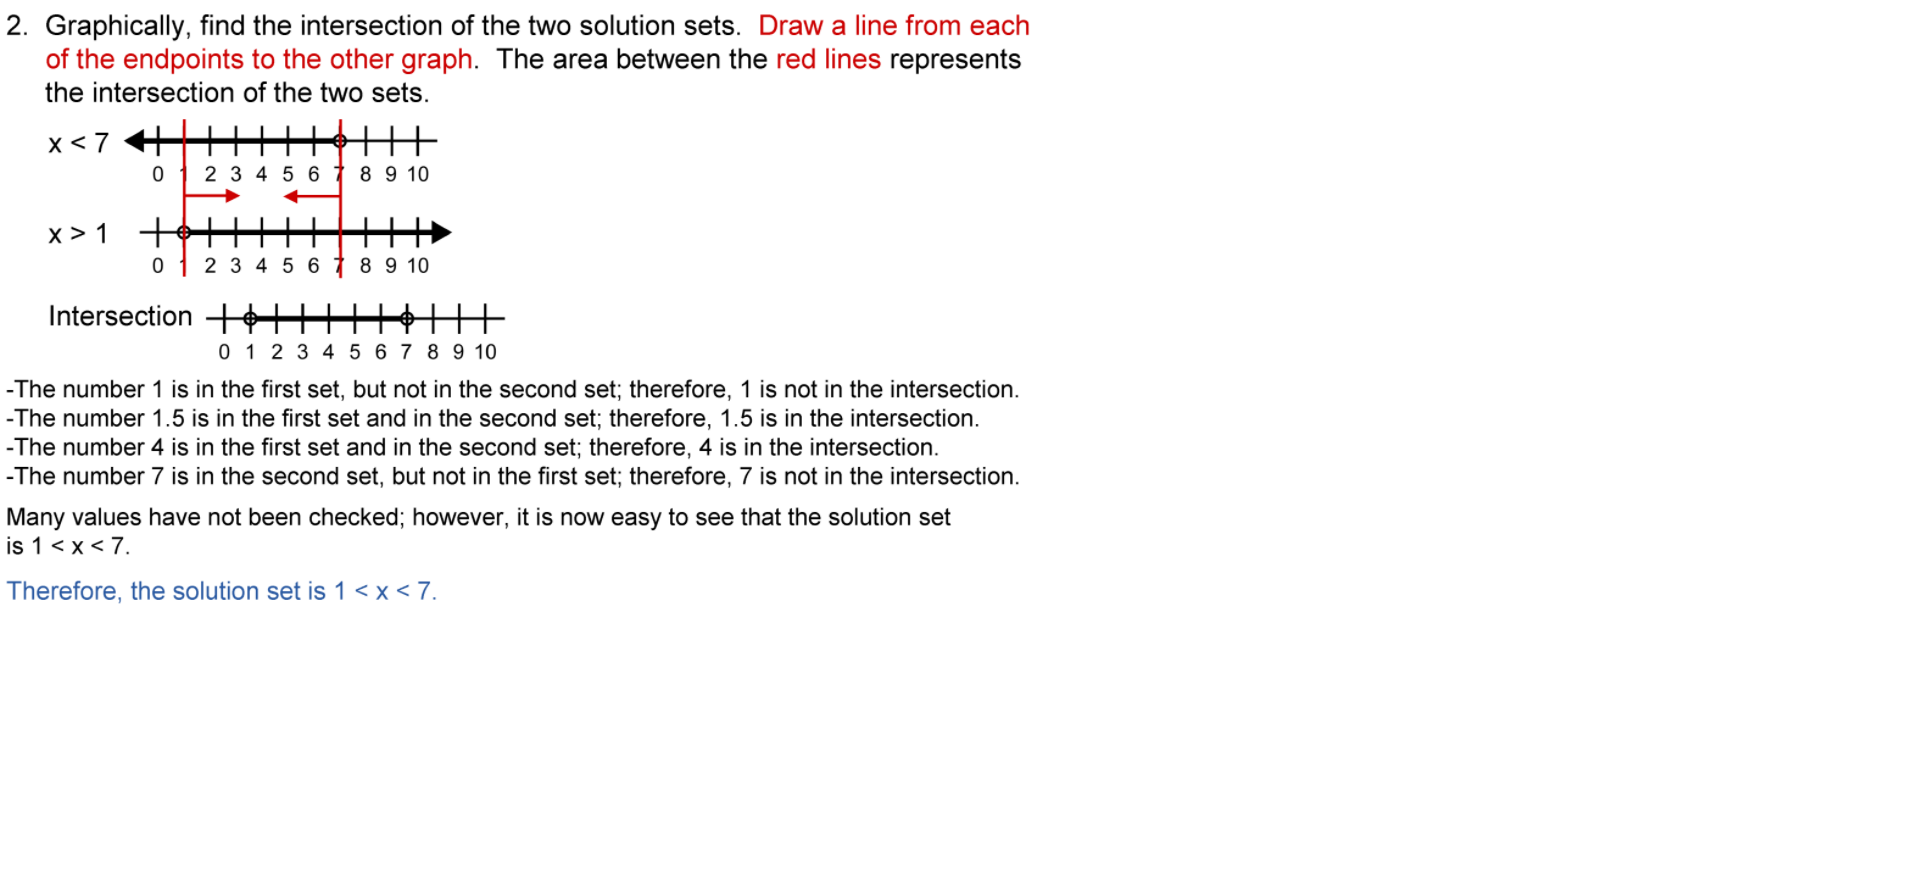 2. Graphically, find the intersection of the two solution sets. Draw a line from each
of the endpoints to the other graph. The area between the red lines represents
the intersection of the two sets.
x < 7
0 1 2 3 4 5 6 7 8 9 10
x > 1
0 1 2 3 4 5 6 7 8 9 10
Intersection
0 1 2 3 4 5 6 7 8 9 10
-The number 1 is in the first set, but not in the second set; therefore, 1 is not in the intersection.
-The number 1.5 is in the first set and in the second set; therefore, 1.5 is in the intersection.
-The number 4 is in the first set and in the second set; therefore, 4 is in the intersection.
-The number 7 is in the second set, but not in the first set; therefore, 7 is not in the intersection.
Many values have not been checked; however, it is now easy to see that the solution set
is 1 < x < 7.
Therefore, the solution set is 1 < x < 7.